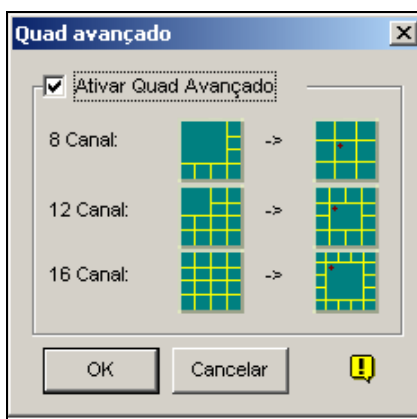 Quad avançado
Ativar Quad Avançado
8 Canal: ->
12 Canal: ->
16 Canal: ->
OK Cancelar